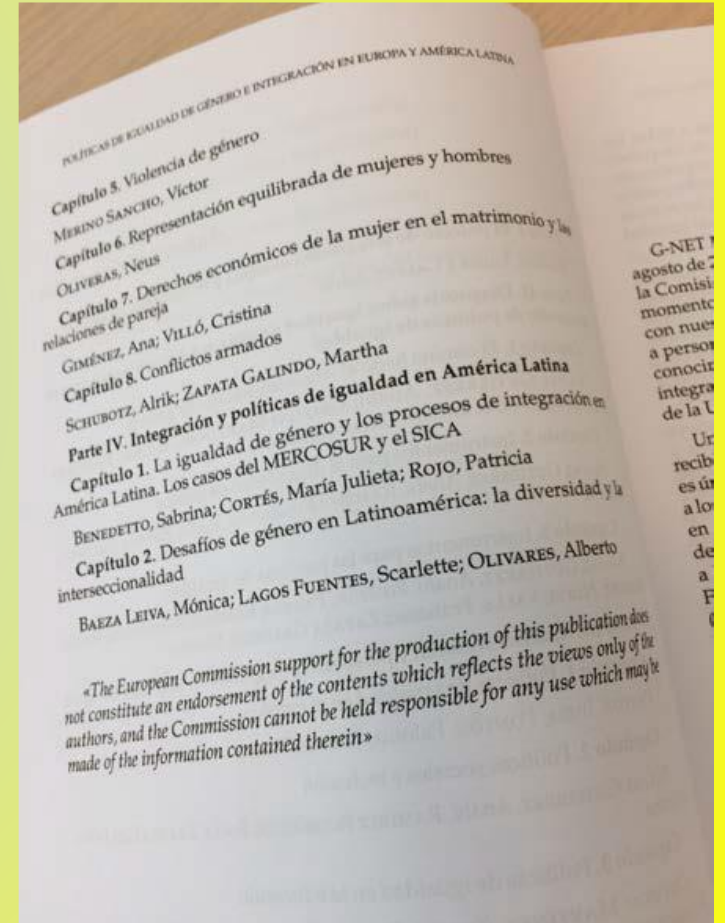 POLÍTICAS DE IGUALDAD DE GÉNERO E INTEGRACIÓN EN EUROPA Y AMÉRICA LATINA
Capítulo 5. Violencia de género
MERINO SANCHO, Víctor
Capítulo 6. Representación equilibrada de mujeres y hombres
OLIVERAS, Neus
Capítulo 7. Derechos económicos de la mujer en el matrimonio y las
relaciones de pareja
GIMÉNEZ, Ana; VILLÓ, Cristina
Capítulo 8. Conflictos armados
SCHUBOTZ, Alrik; ZAPATA GALINDO, Martha
Parte IV. Integración y políticas de igualdad en América Latina
Capítulo 1. La igualdad de género y los procesos de integración en
América Latina. Los casos del MERCOSUR y el SICA
BENEDETTO, Sabrina; CORTÉS, María Julieta; ROJO, Patricia
Capítulo 2. Desafíos de género en Latinoamérica: la diversidad y la
interseccionalidad
BAEZA LEIVA, Mónica; LAGOS FUENTES, Scarlette; OLIVARES, Alberto
«The European Commission support for the production of this publication does
not constitute an endorsement of the contents which reflects the views only of the
authors, and the Commission cannot be held responsible for any use which may be
made of the information contained therein»
G-NET
agosto de
la
momento
con
a
de la
es
a
en
de
a